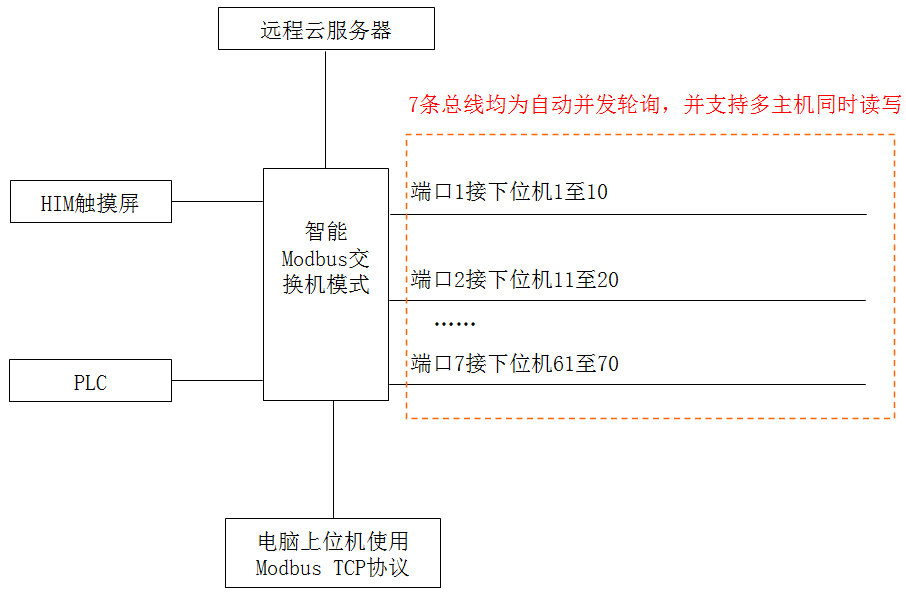 远程云服务器
7条总线均为自动并发轮询，并支持多主机同时读写
端口1接下位机1至10
HIM触摸屏
智能
Modbus交
换机模式
端口2接下位机11至20
……
端口7接下位机61至70
PLC
电脑上位机使用
Modbus TCP协议